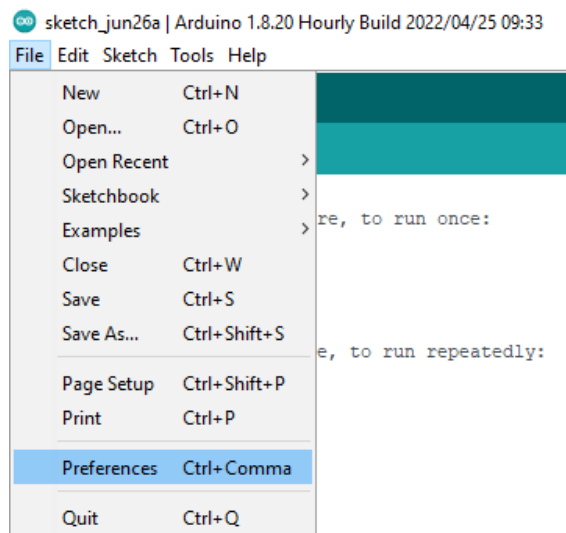 sketch_jun26a | Arduino 1.8.20 Hourly Build 2022/04/25 09:33
File Edit Sketch Tools Help
New Ctrl+N
Open... Ctrl+O
Open Recent
Sketchbook
re, to run once:
Examples
Close Ctrl+W
Save Ctrl+S
Save As... Ctrl+Shift+S
e, to run repeatedly:
Page Setup Ctrl+Shift+P
Print Ctrl+P
Preferences Ctrl+Comma
Quit Ctrl+Q